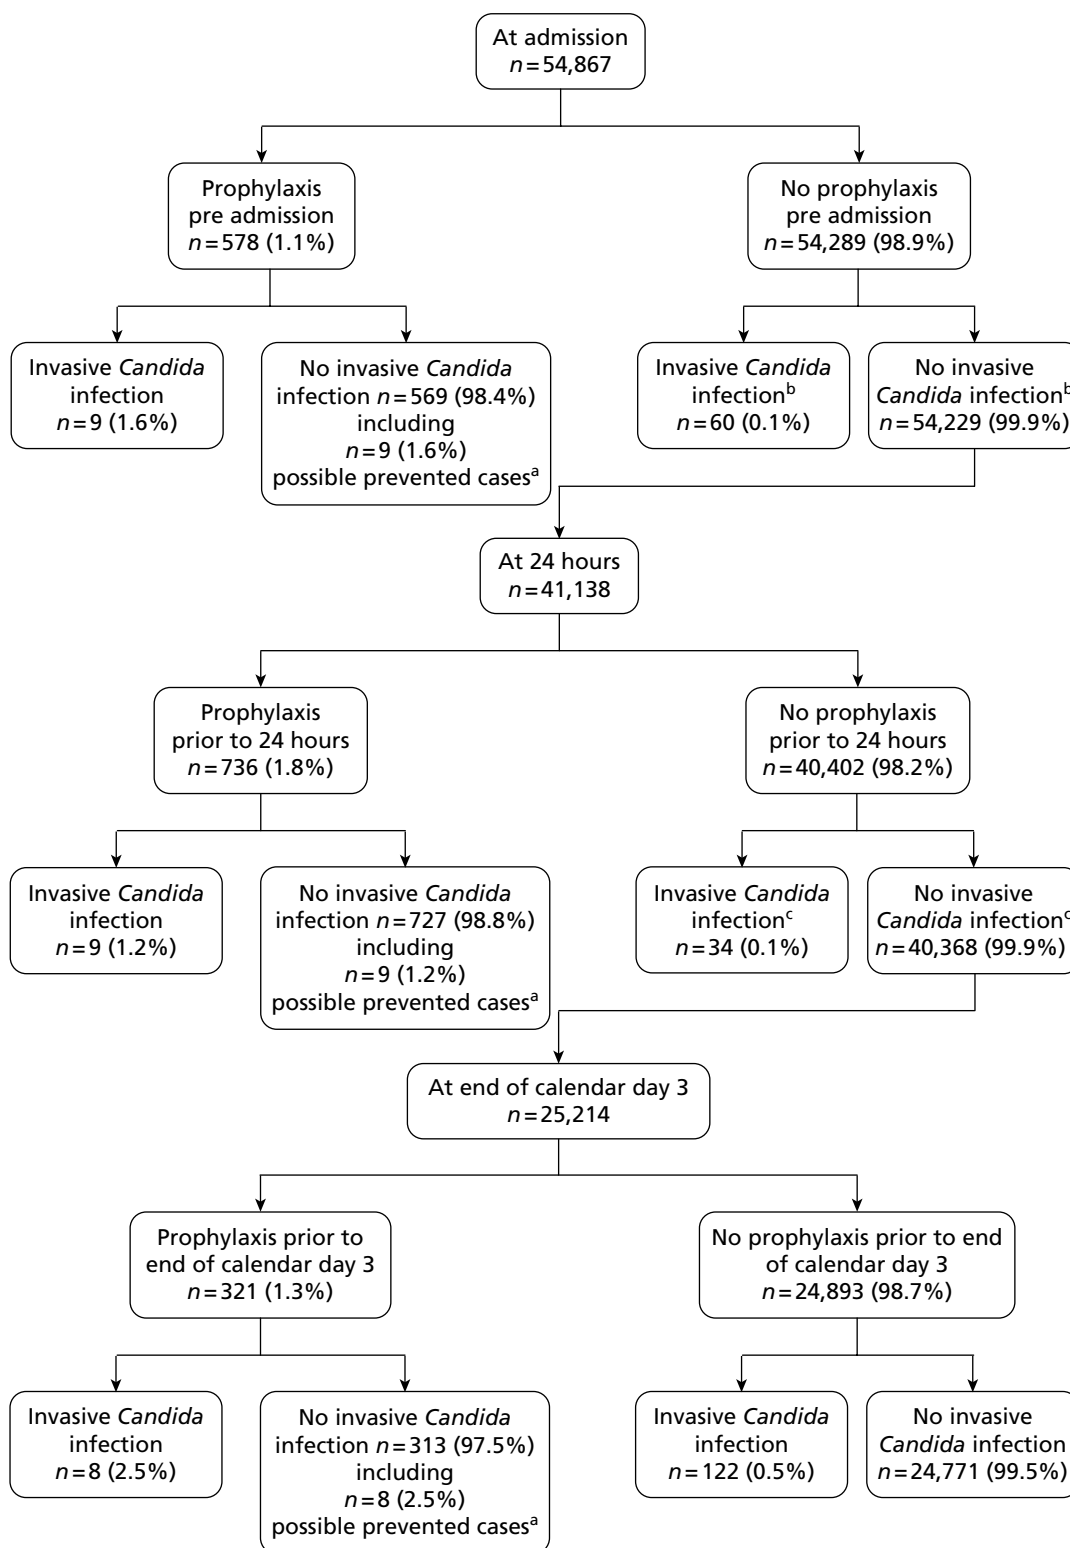 At admission
n=54,867
Prophylaxis
pre admission
n=578 (1.1%)
No prophylaxis
pre admission
n=54,289 (98.9%)
Invasive Candida
infection
n=9 (1.6%)
No invasive Candida
infection n=569 (98.4%)
including
n=9 (1.6%)
possible prevented casesᵃ
Invasive Candida
infectionᵇ
n=60 (0.1%)
No invasive
Candida infectionᵇ
n=54,229 (99.9%)
At 24 hours
n=41,138
Prophylaxis
prior to 24 hours
n=736 (1.8%)
No prophylaxis
prior to 24 hours
n=40,402 (98.2%)
Invasive Candida
infection
n=9 (1.2%)
No invasive Candida
infection n=727 (98.8%)
including
n=9 (1.2%)
possible prevented casesᵃ
Invasive Candida
infectionᶜ
n=34 (0.1%)
No invasive
Candida infectionᶜ
n=40,368 (99.9%)
At end of calendar day 3
n=25,214
Prophylaxis prior to
end of calendar day 3
n=321 (1.3%)
No prophylaxis prior to end
of calendar day 3
n=24,893 (98.7%)
Invasive Candida
infection
n=8 (2.5%)
No invasive Candida
infection n=313 (97.5%)
including
n=8 (2.5%)
possible prevented casesᵃ
Invasive Candida
infection
n=122 (0.5%)
No invasive
Candida infection
n=24,771 (99.5%)